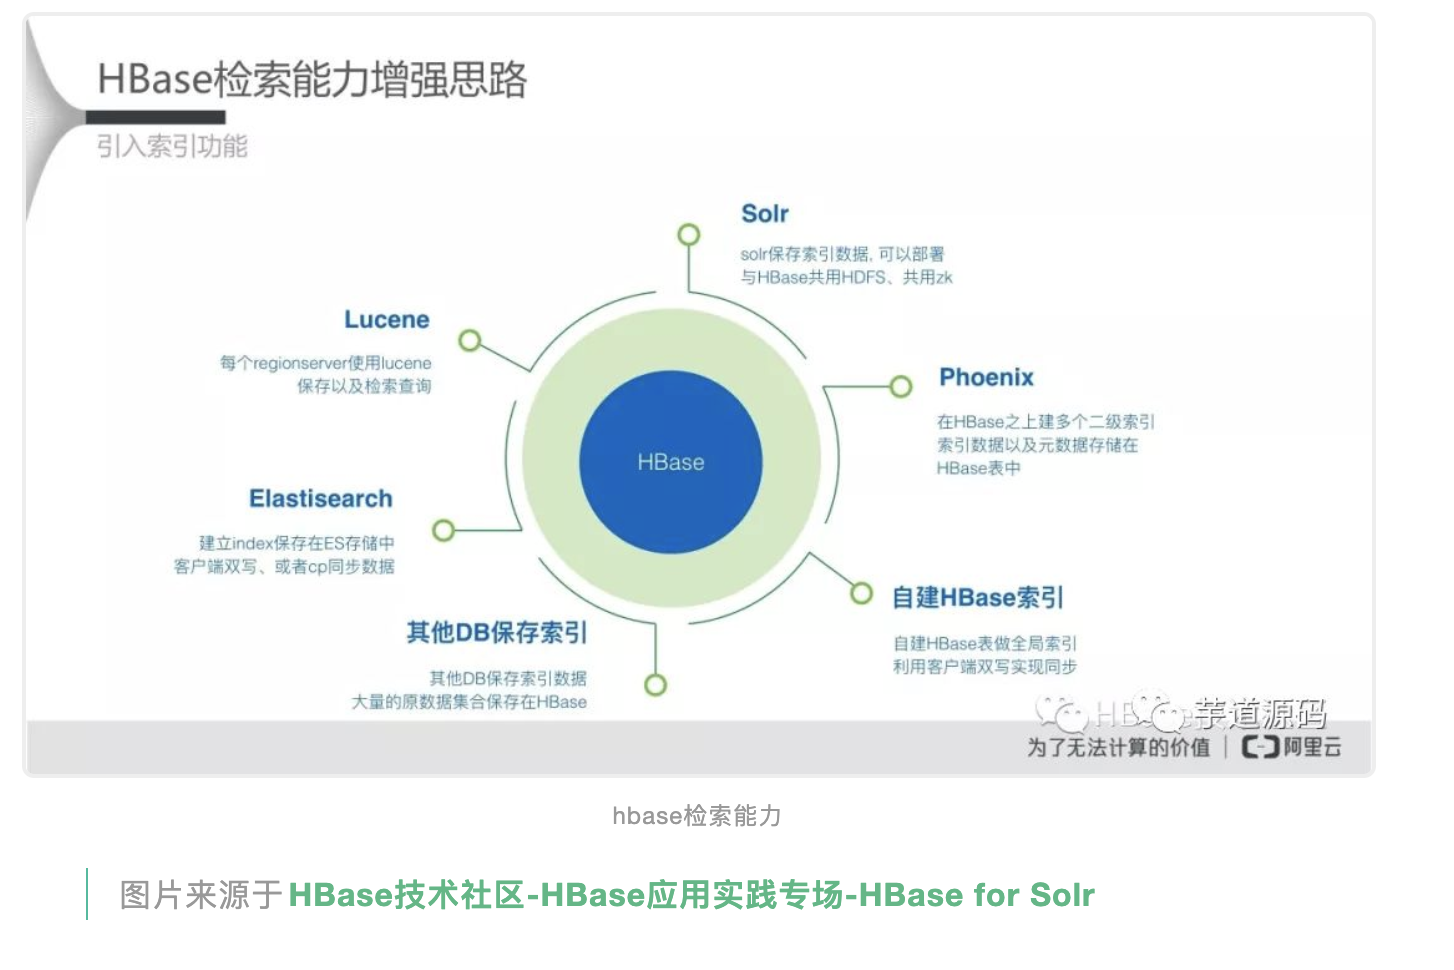 HBase检索能力增强思路
引入索引功能
Solr
solr保存索引数据, 可以部署
与HBase共用HDFS、共用zk
Lucene
每个regionserver使用lucene
保存以及检索查询
Phoenix
在HBase之上建多个二级索引
索引数据以及元数据存储在
HBase表中
HBase
Elastisearch
建立index保存在ES存储中
客户端双写、或者cp同步数据
自建HBase索引
自建HBase表做全局索引
利用客户端双写实现同步
其他DB保存索引
其他DB保存索引数据
大量的原数据集合保存在HBase
芋道源码
为了无法计算的价值 | 阿里云
hbase检索能力
图片来源于HBase技术社区-HBase应用实践专场-HBase for Solr